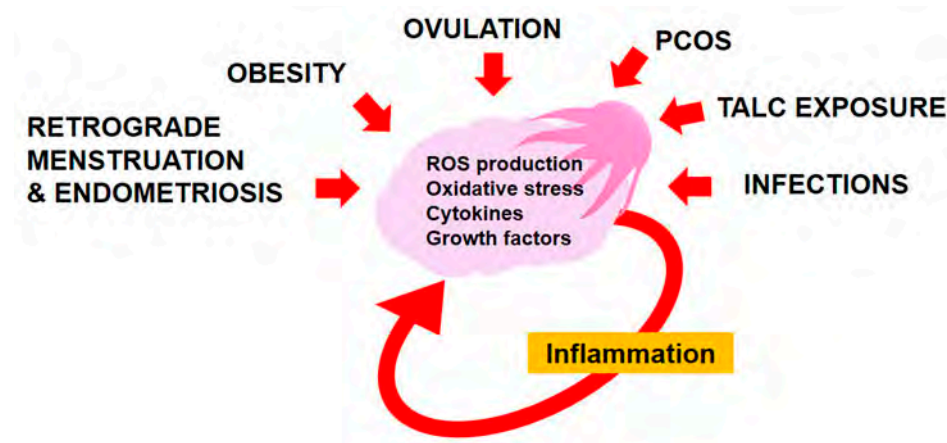 OVULATION
PCOS
OBESITY
TALC EXPOSURE
RETROGRADE
MENSTRUATION
& ENDOMETRIOSIS
INFECTIONS
ROS production
Oxidative stress
Cytokines
Growth factors
Inflammation